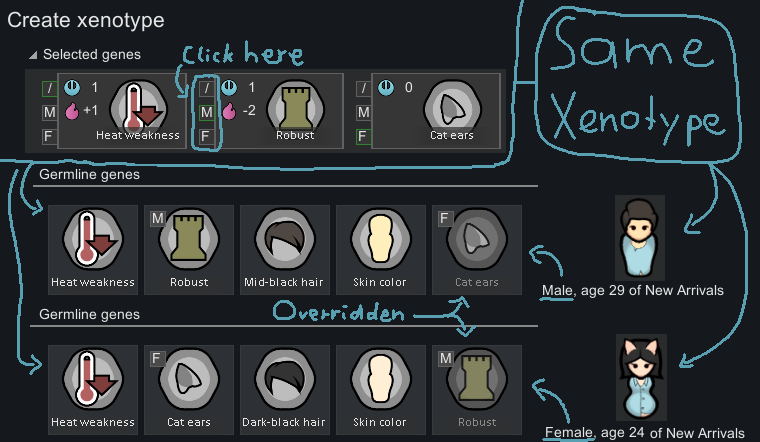 Create xenotype
Selected genes
Click here
Same
Xenotype
/ 1 / 1 / 0
M +1 M -2 M
F Heat weakness F Robust F Cat ears
Germline genes
M F
Heat weakness Robust Mid-black hair Skin color Cat ears
Male, age 29 of New Arrivals
Overridden
Germline genes
F M
Heat weakness Cat ears Dark-black hair Skin color Robust
Female, age 24 of New Arrivals